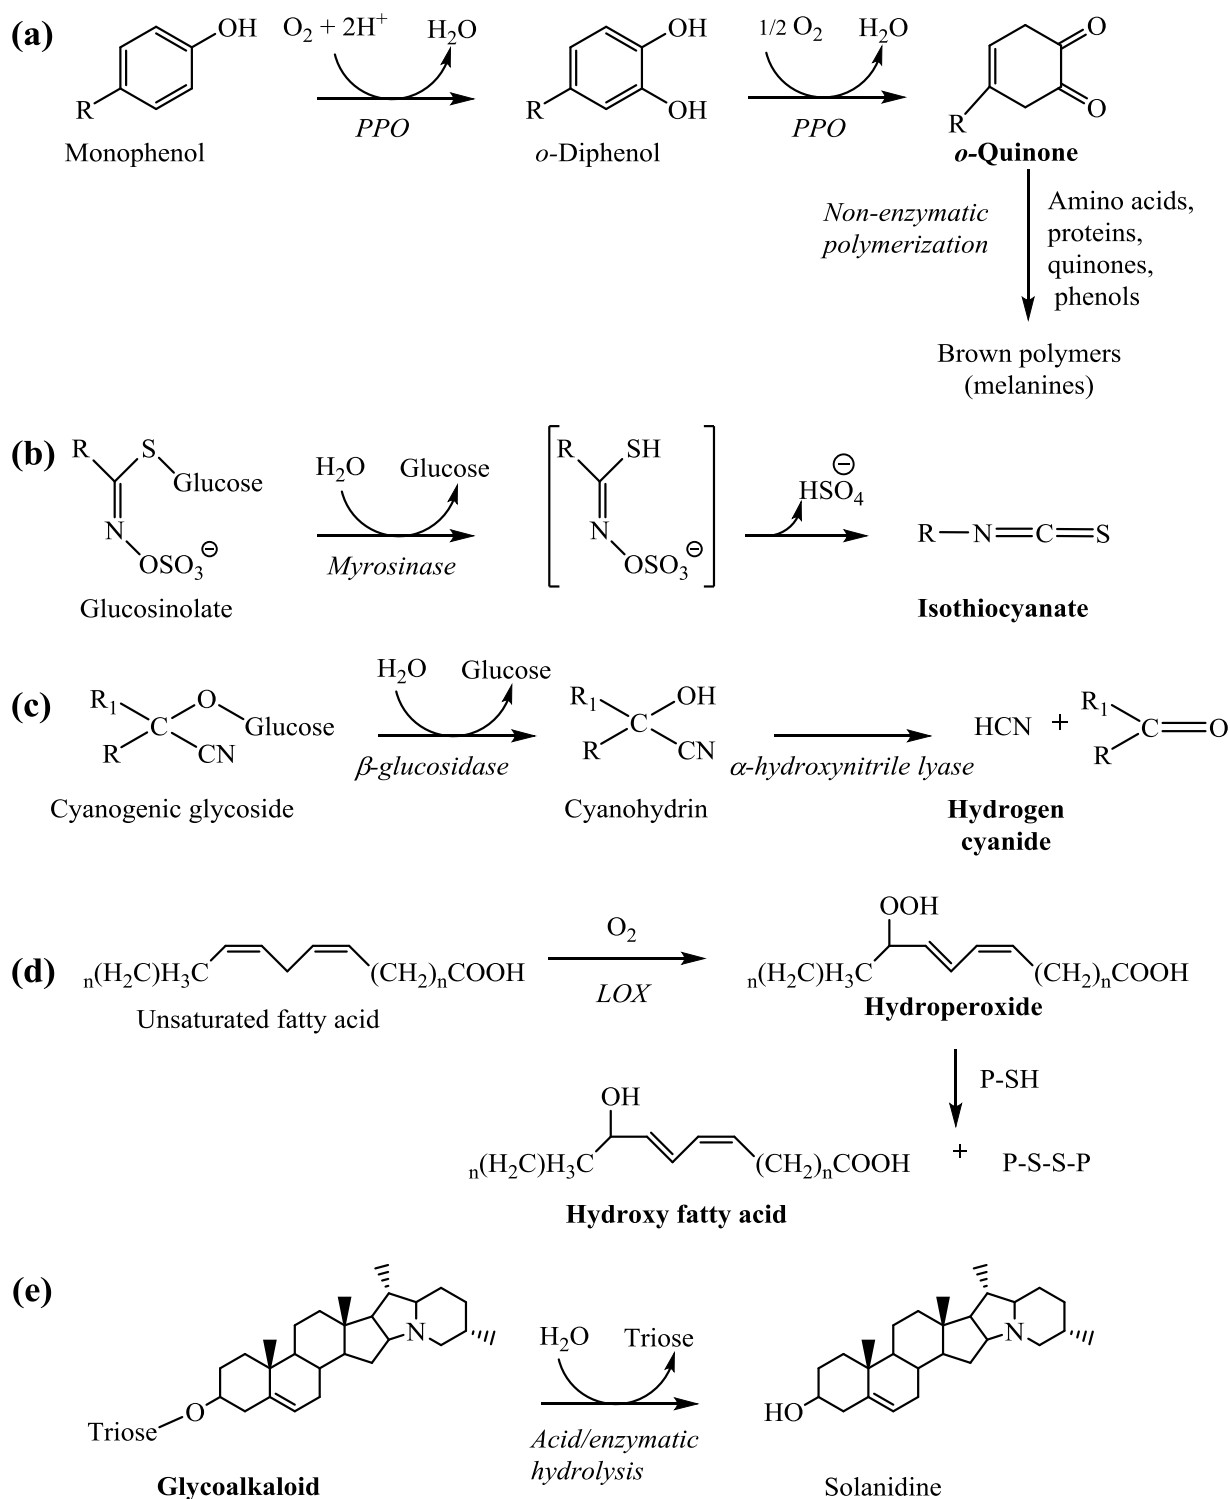 (a)
OH
R
Monophenol
O2 + 2H+
H2O
PPO
OH
OH
R
o-Diphenol
1/2 O2
H2O
PPO
O
O
R
o-Quinone
Non-enzymatic
polymerization
Amino acids,
proteins,
quinones,
phenols
Brown polymers
(melanines)
(b)
R
S
Glucose
N
OSO3 ⊖
Glucosinolate
H2O
Glucose
Myrosinase
R
SH
N
OSO3 ⊖
⊖
HSO4
R—N=C=S
Isothiocyanate
(c)
R1
O
C
Glucose
R
CN
Cyanogenic glycoside
H2O
Glucose
β-glucosidase
R1
OH
C
R
CN
Cyanohydrin
α-hydroxynitrile lyase
HCN
+
R1
C=O
R
Hydrogen
cyanide
(d)
n(H2C)H3C
(CH2)nCOOH
Unsaturated fatty acid
O2
LOX
OOH
n(H2C)H3C
(CH2)nCOOH
Hydroperoxide
P-SH
OH
n(H2C)H3C
(CH2)nCOOH
+
P-S-S-P
Hydroxy fatty acid
(e)
N
O
Triose
Glycoalkaloid
H2O
Triose
Acid/enzymatic
hydrolysis
N
HO
Solanidine